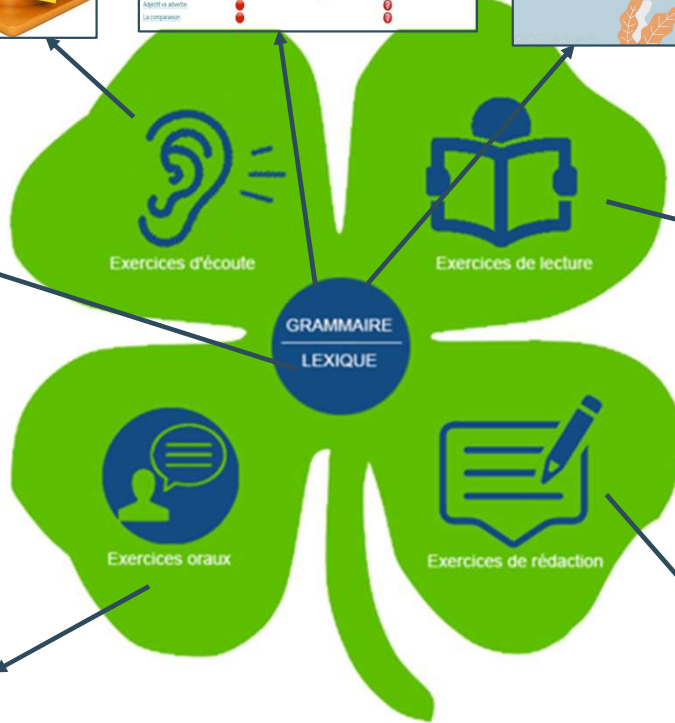 Adjectif vs adverbe
La comparaison
Exercices d'écoute
Exercices de lecture
GRAMMAIRE
LEXIQUE
Exercices oraux
Exercices de rédaction